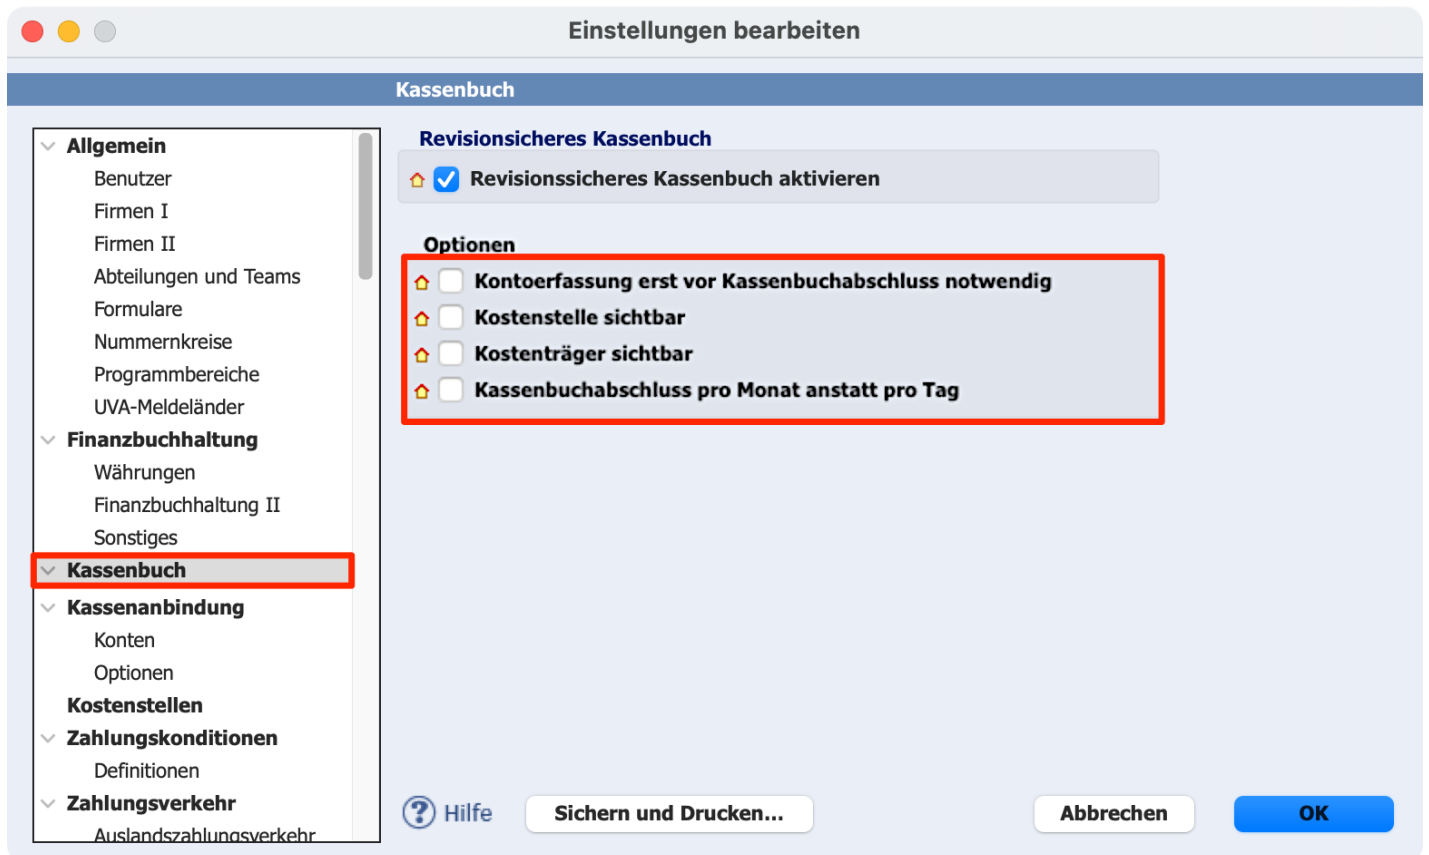 Einstellungen bearbeiten
Kassenbuch
Allgemein
Benutzer
Firmen I
Firmen II
Abteilungen und Teams
Formulare
Nummernkreise
Programmbereiche
UVA-Meldeländer
Finanzbuchhaltung
Währungen
Finanzbuchhaltung II
Sonstiges
Kassenbuch
Kassenanbindung
Konten
Optionen
Kostenstellen
Zahlungskonditionen
Definitionen
Zahlungsverkehr
Auslandszahlungsverkehr
Revisionsicheres Kassenbuch
Revisionssicheres Kassenbuch aktivieren
Optionen
Kontoerfassung erst vor Kassenbuchabschluss notwendig
Kostenstelle sichtbar
Kostenträger sichtbar
Kassenbuchabschluss pro Monat anstatt pro Tag
? Hilfe
Sichern und Drucken...
Abbrechen
OK